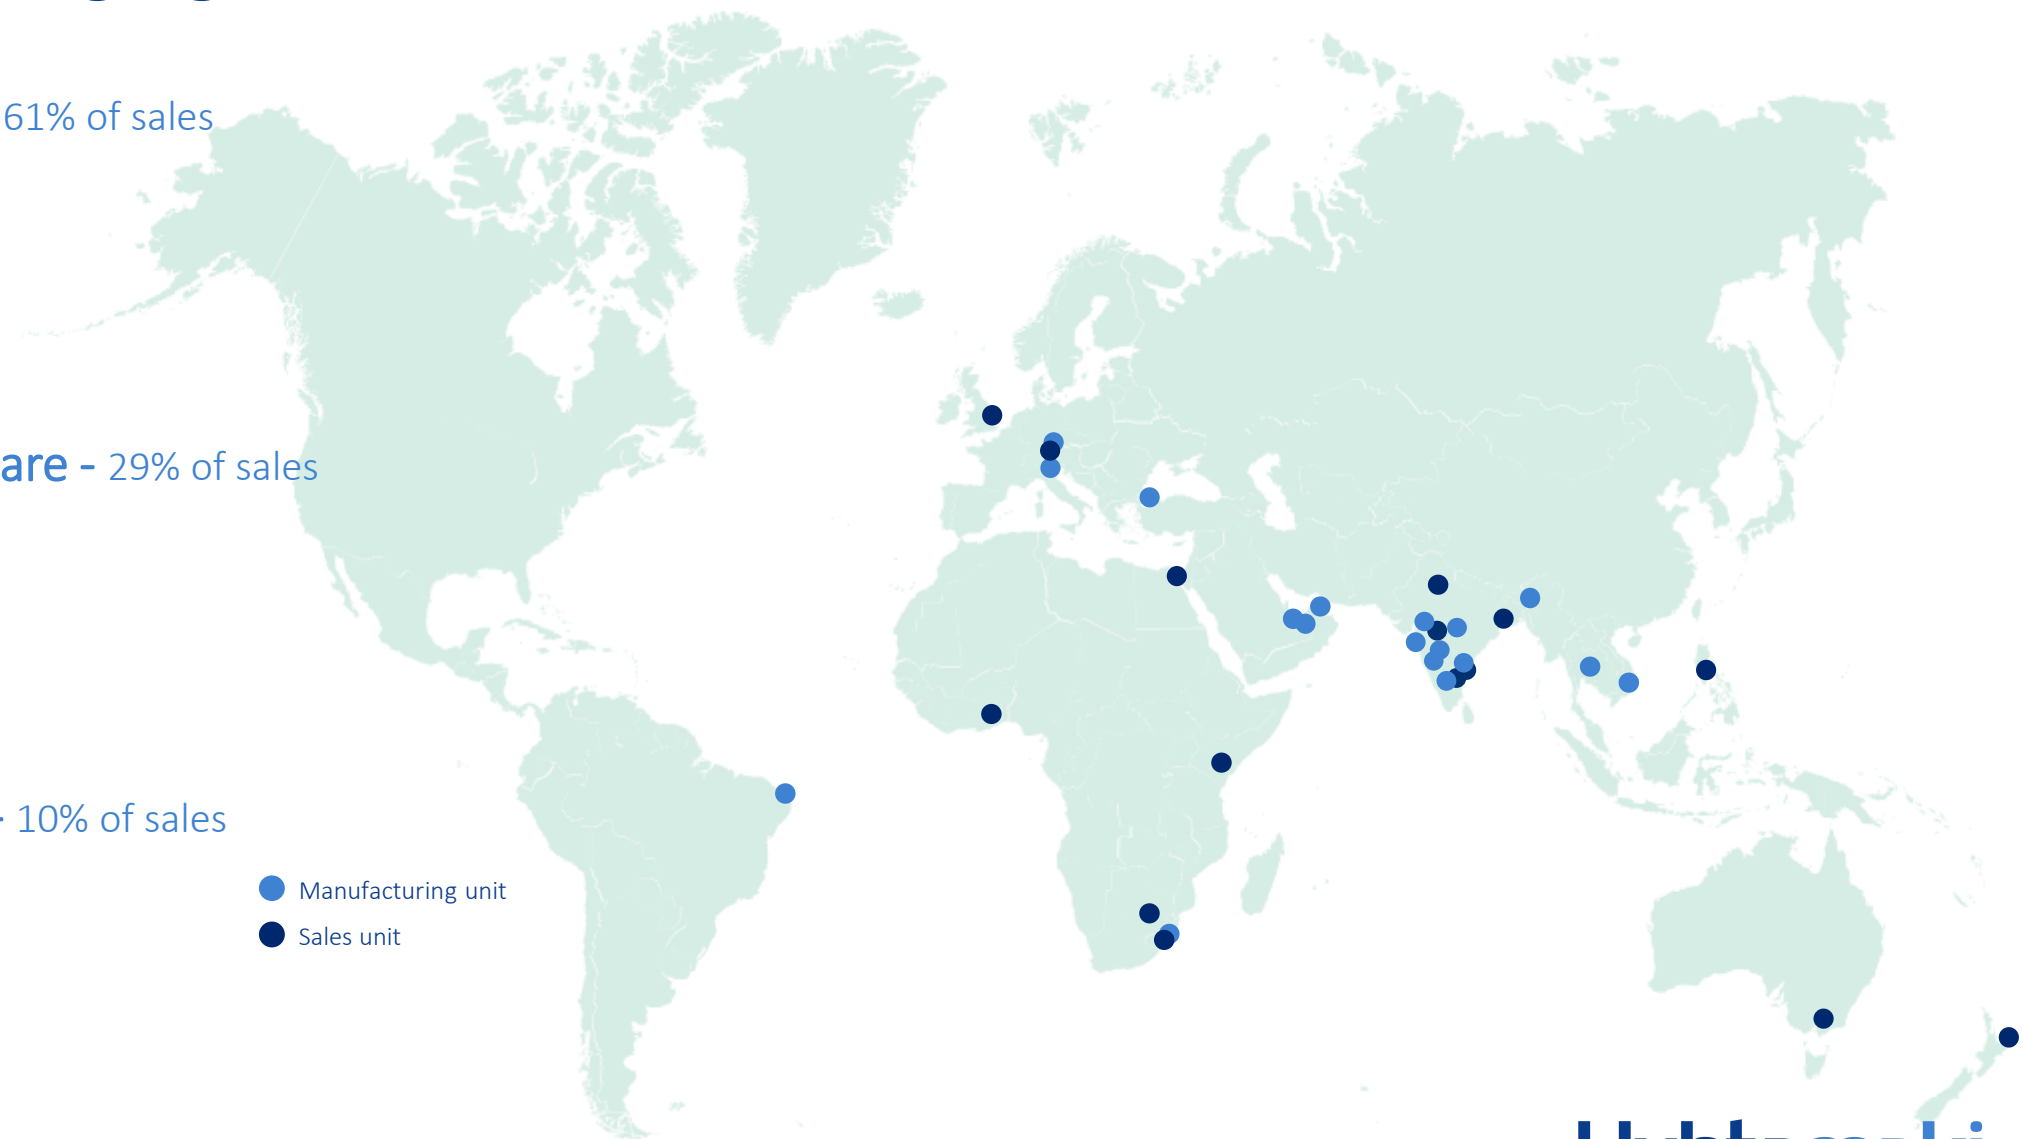 61% of sales
are - 29% of sales
- 10% of sales
Manufacturing unit
Sales unit